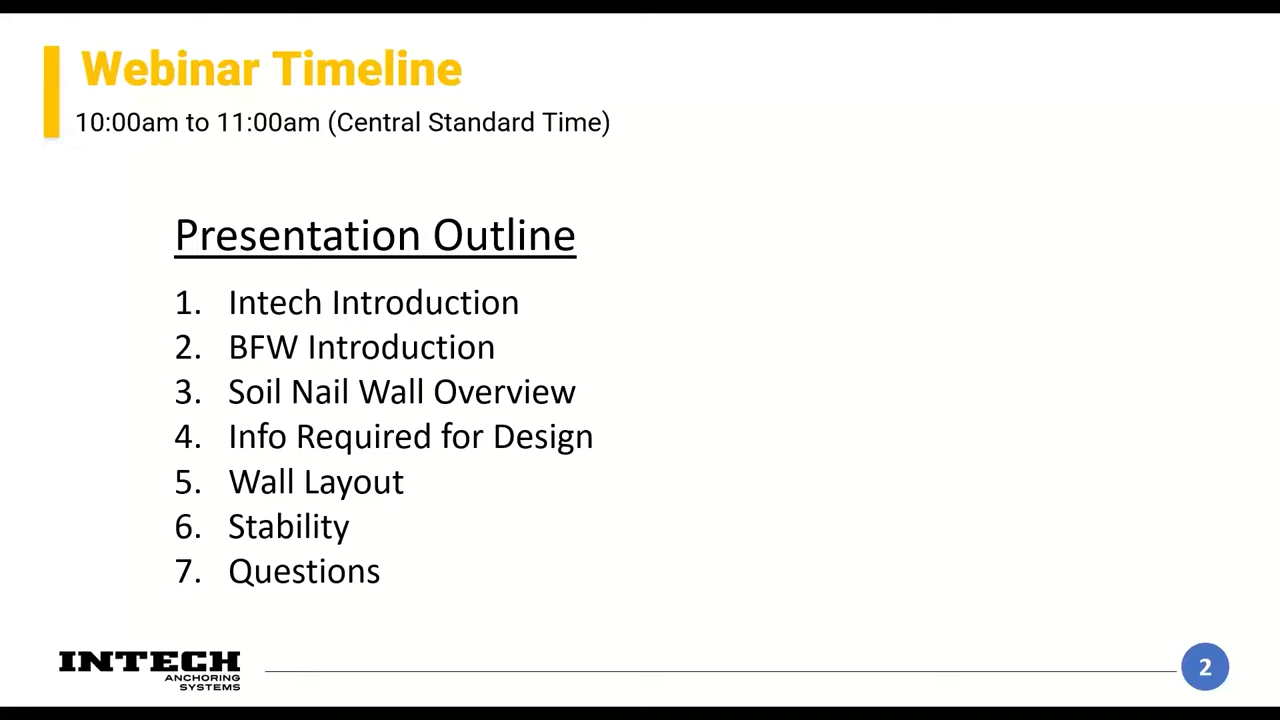 Webinar Timeline
10:00am to 11:00am (Central Standard Time)
Presentation Outline
1. Intech Introduction
2. BFW Introduction
3. Soil Nail Wall Overview
4. Info Required for Design
5. Wall Layout
6. Stability
7. Questions
INTECH
ANCHORING
SYSTEMS
2